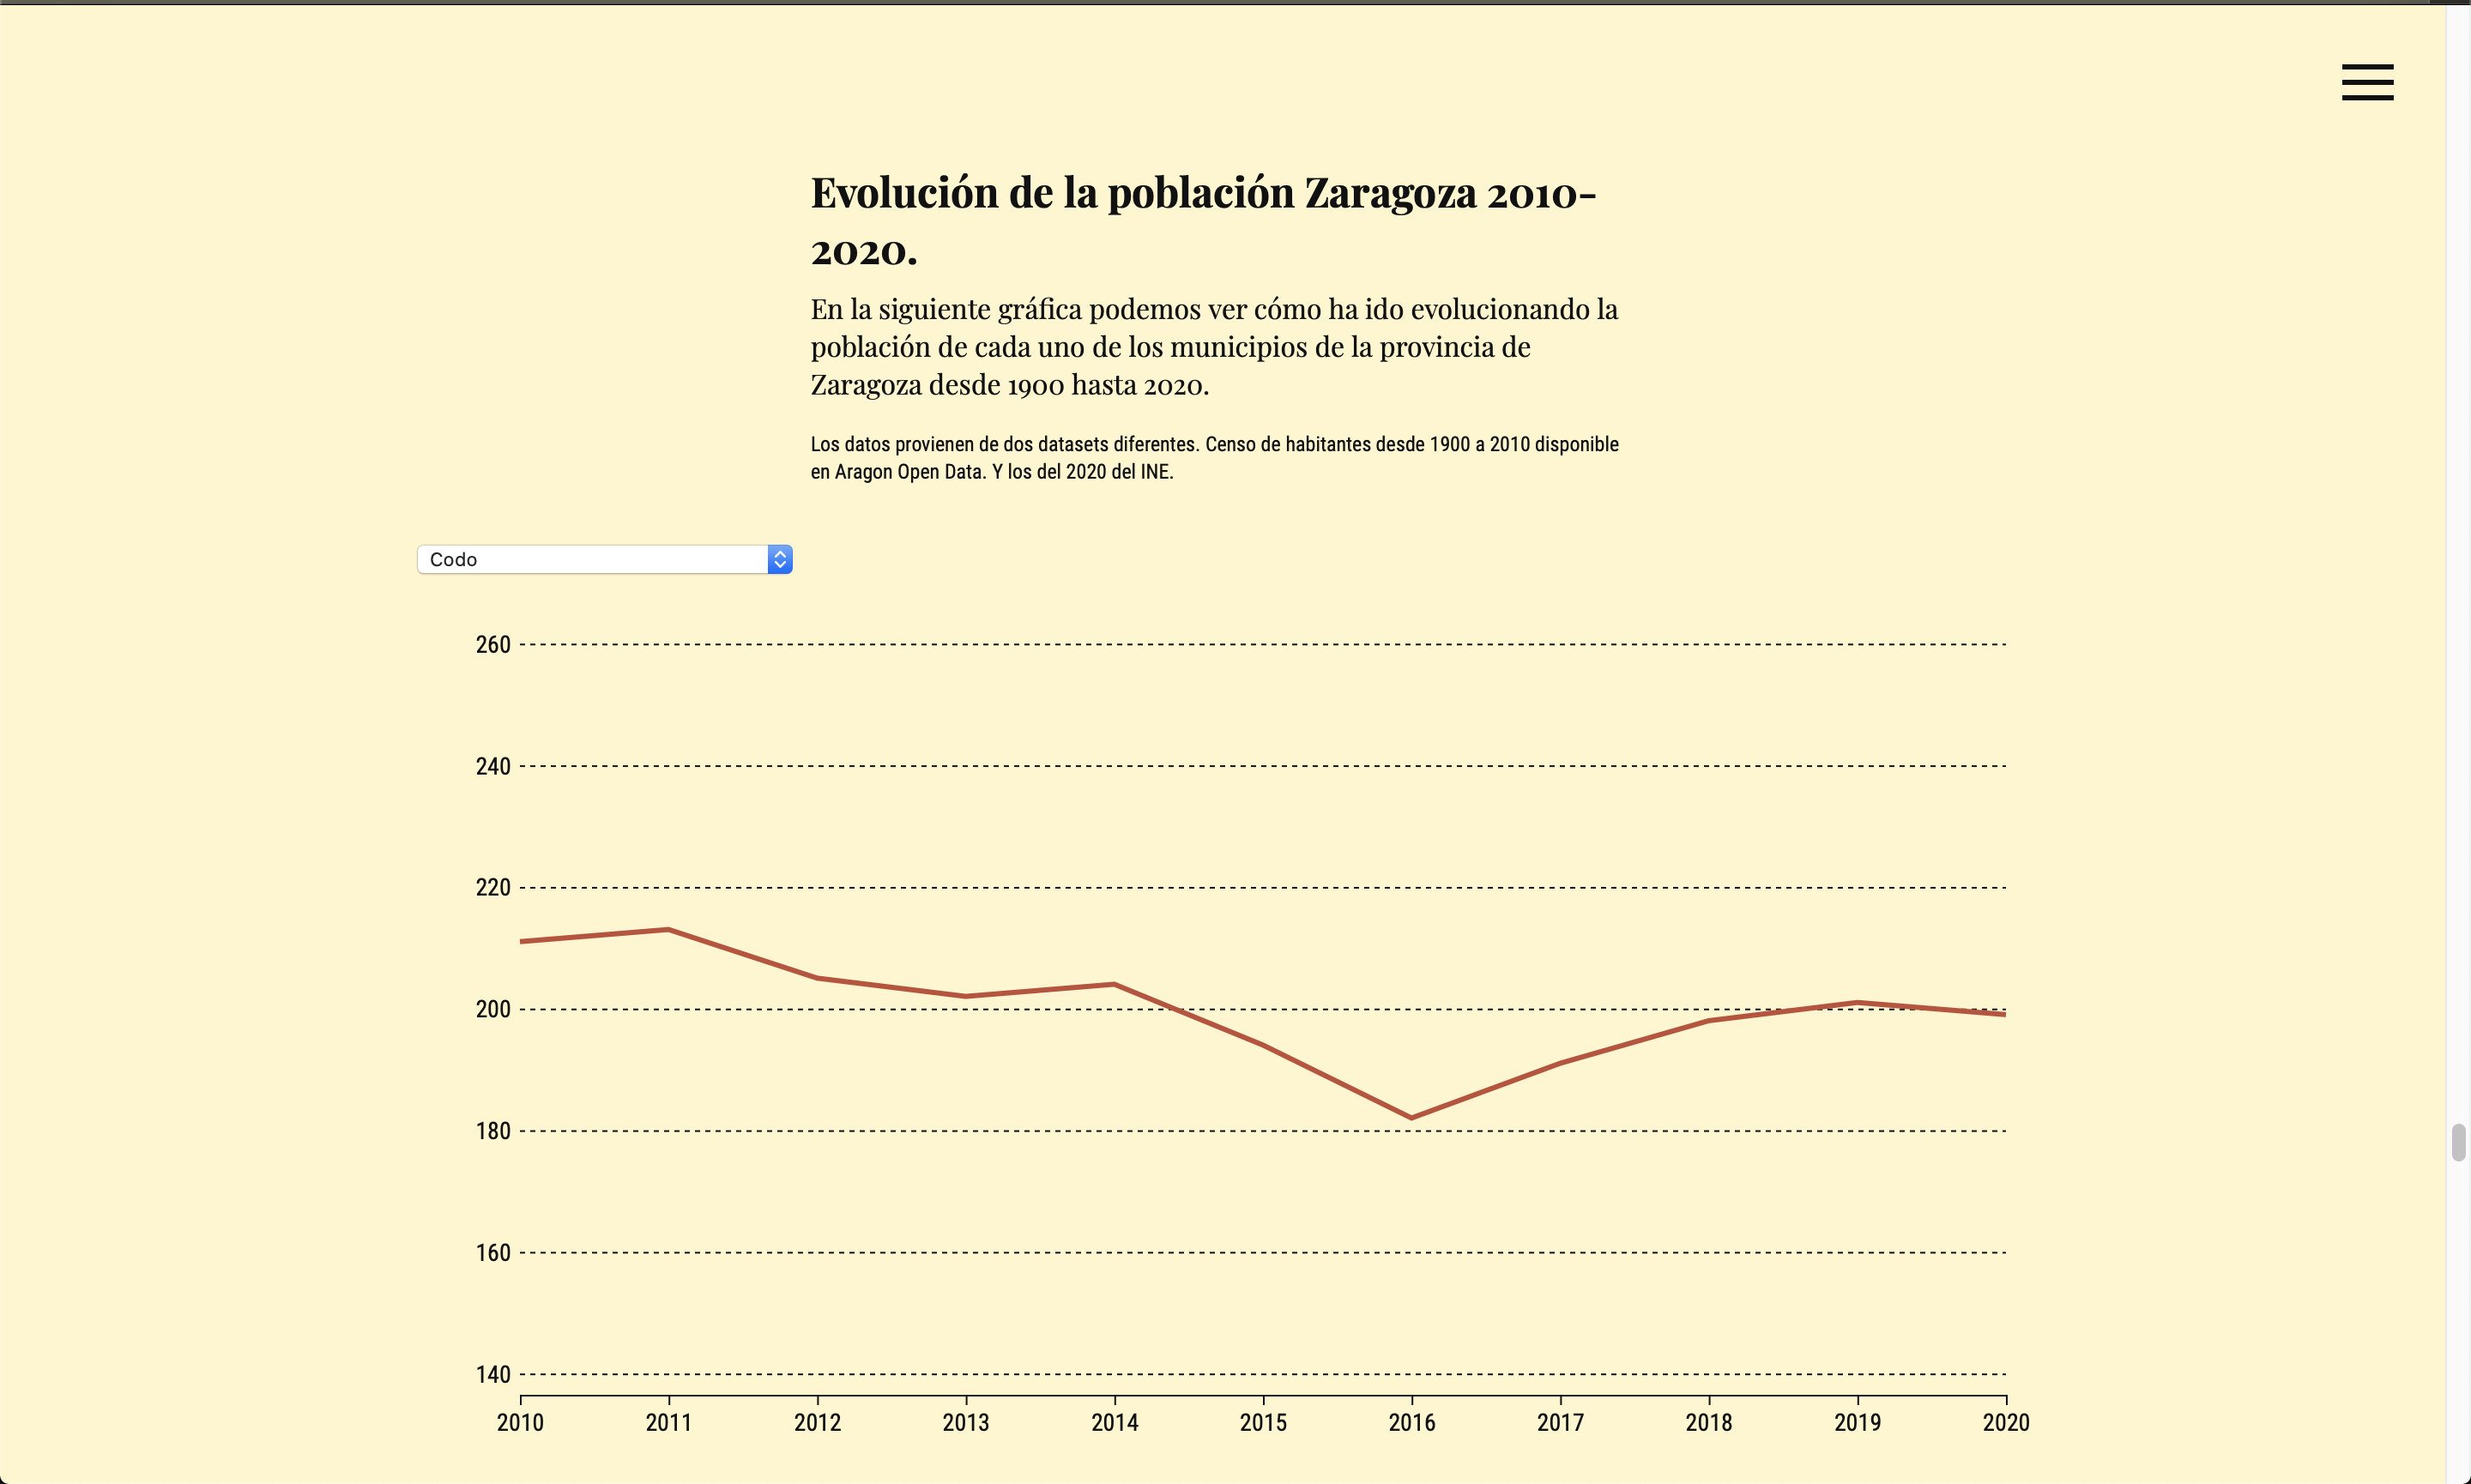 Evolución de la población Zaragoza 2010-
2020.
En la siguiente gráfica podemos ver cómo ha ido evolucionando la
población de cada uno de los municipios de la provincia de
Zaragoza desde 1900 hasta 2020.
Los datos provienen de dos datasets diferentes. Censo de habitantes desde 1900 a 2010 disponible
en Aragon Open Data. Y los del 2020 del INE.
Codo
260
240
220
200
180
160
140
2010 2011 2012 2013 2014 2015 2016 2017 2018 2019 2020